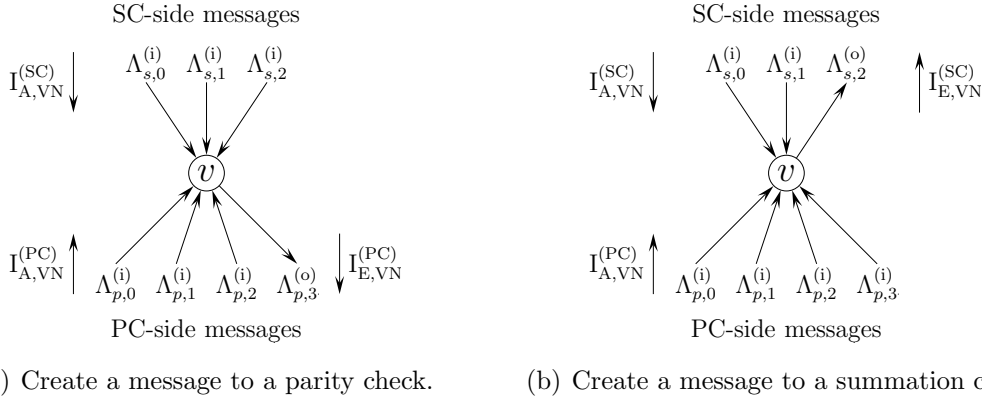 SC-side messages SC-side messages
I_{A,VN}^{(SC)} Λ_{s,0}^{(i)} Λ_{s,1}^{(i)} Λ_{s,2}^{(i)} I_{A,VN}^{(SC)} Λ_{s,0}^{(i)} Λ_{s,1}^{(i)} Λ_{s,2}^{(o)} I_{E,VN}^{(SC)}
v v
I_{A,VN}^{(PC)} Λ_{p,0}^{(i)} Λ_{p,1}^{(i)} Λ_{p,2}^{(i)} Λ_{p,3}^{(o)} I_{E,VN}^{(PC)} I_{A,VN}^{(PC)} Λ_{p,0}^{(i)} Λ_{p,1}^{(i)} Λ_{p,2}^{(i)} Λ_{p,3}^{(i)}
PC-side messages PC-side messages
) Create a message to a parity check. (b) Create a message to a summation c